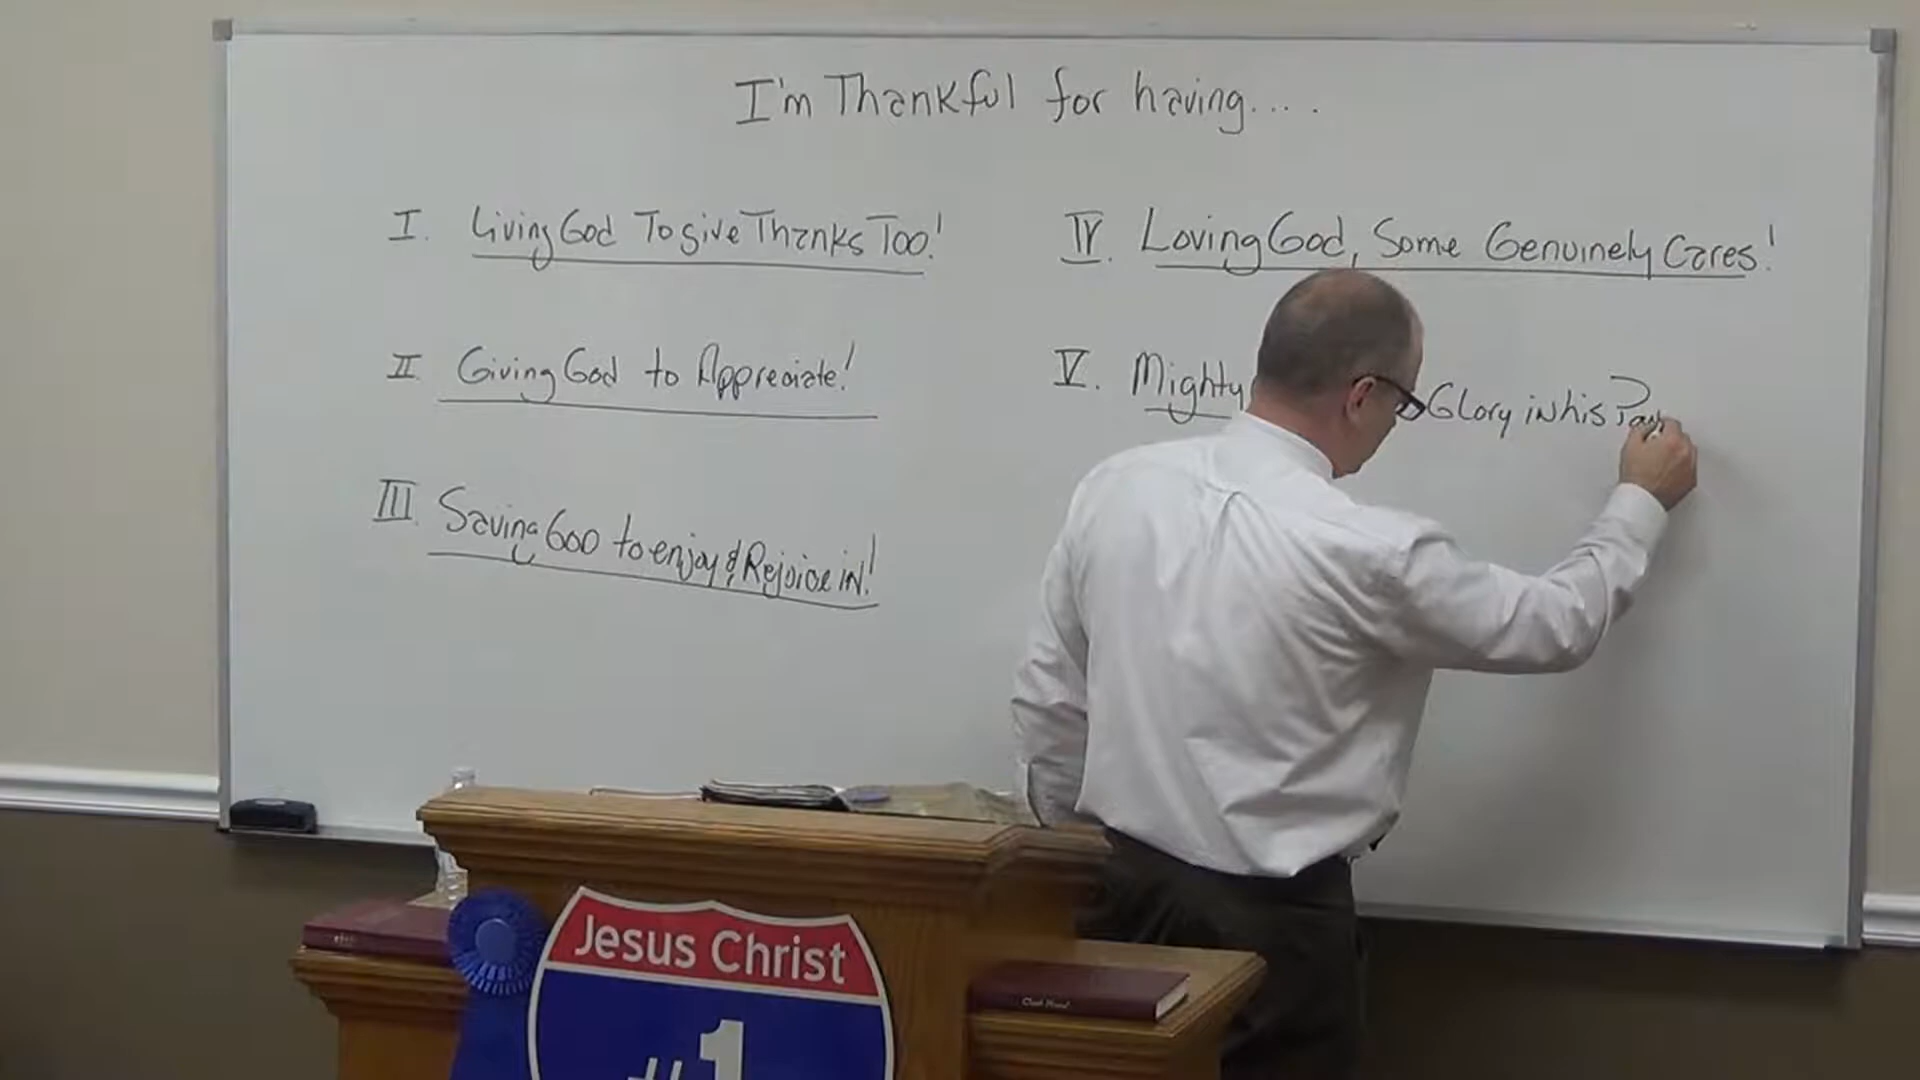 I'm Thankful for having....
I. Living God To give Thanks Too!
II Giving God to Appreciate!
III Saving GOD to enjoy & Rejoice in!
IV. Loving God, Some Genuinely Cares!
V. Mighty
Glory in his
Jesus Christ
#1